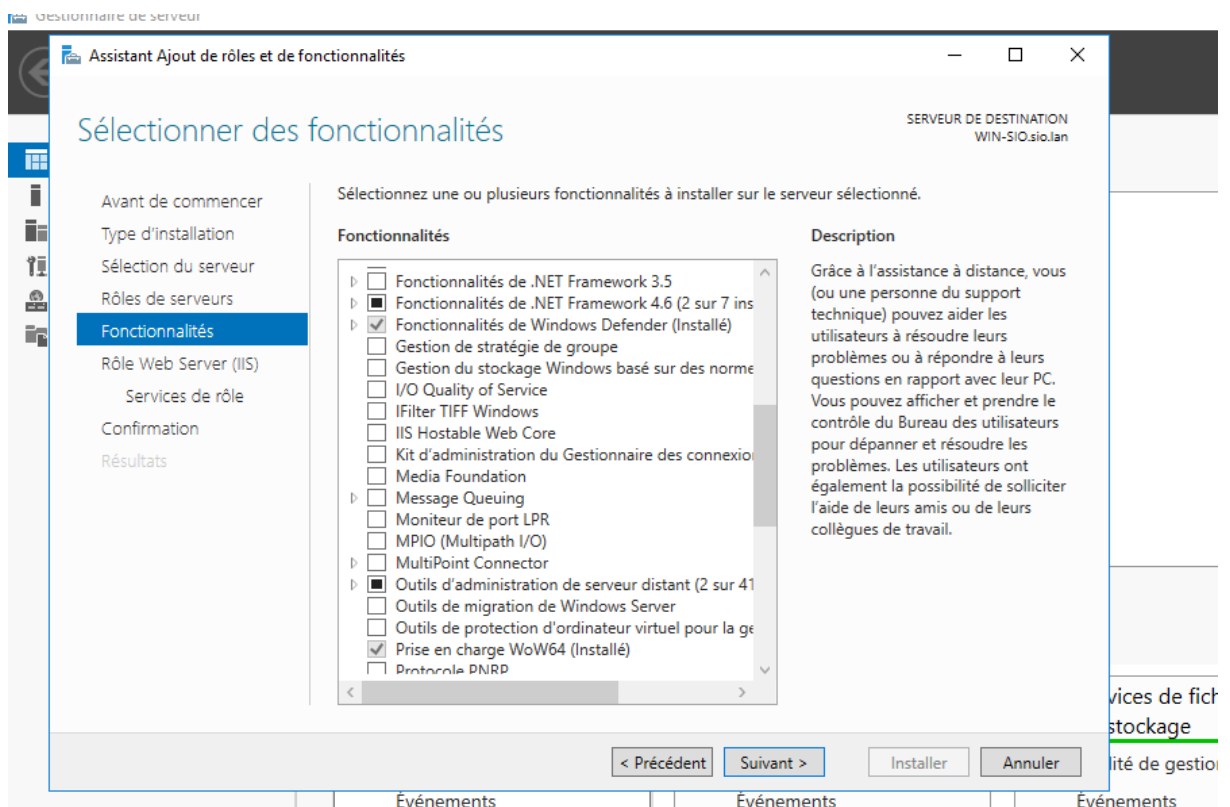 Gestionnaire de serveur
Assistant Ajout de rôles et de fonctionnalités
Sélectionner des fonctionnalités
SERVEUR DE DESTINATION
WIN-SIO.sio.lan
Avant de commencer
Type d'installation
Sélection du serveur
Rôles de serveurs
Fonctionnalités
Rôle Web Server (IIS)
Services de rôle
Confirmation
Résultats
Sélectionnez une ou plusieurs fonctionnalités à installer sur le serveur sélectionné.
Fonctionnalités
Fonctionnalités de .NET Framework 3.5
Fonctionnalités de .NET Framework 4.6 (2 sur 7 ins
Fonctionnalités de Windows Defender (Installé)
Gestion de stratégie de groupe
Gestion du stockage Windows basé sur des norme
I/O Quality of Service
IFilter TIFF Windows
IIS Hostable Web Core
Kit d'administration du Gestionnaire des connexio
Media Foundation
Message Queuing
Moniteur de port LPR
MPIO (Multipath I/O)
MultiPoint Connector
Outils d'administration de serveur distant (2 sur 41
Outils de migration de Windows Server
Outils de protection d'ordinateur virtuel pour la ge
Prise en charge WoW64 (Installé)
Protocole PNRP
Description
Grâce à l'assistance à distance, vous
(ou une personne du support
technique) pouvez aider les
utilisateurs à résoudre leurs
problèmes ou à répondre à leurs
questions en rapport avec leur PC.
Vous pouvez afficher et prendre le
contrôle du Bureau des utilisateurs
pour dépanner et résoudre les
problèmes. Les utilisateurs ont
également la possibilité de solliciter
l'aide de leurs amis ou de leurs
collègues de travail.
< Précédent
Suivant >
Installer
Annuler
vices de fich
stockage
lité de gestion
Événements
Événements
Événements